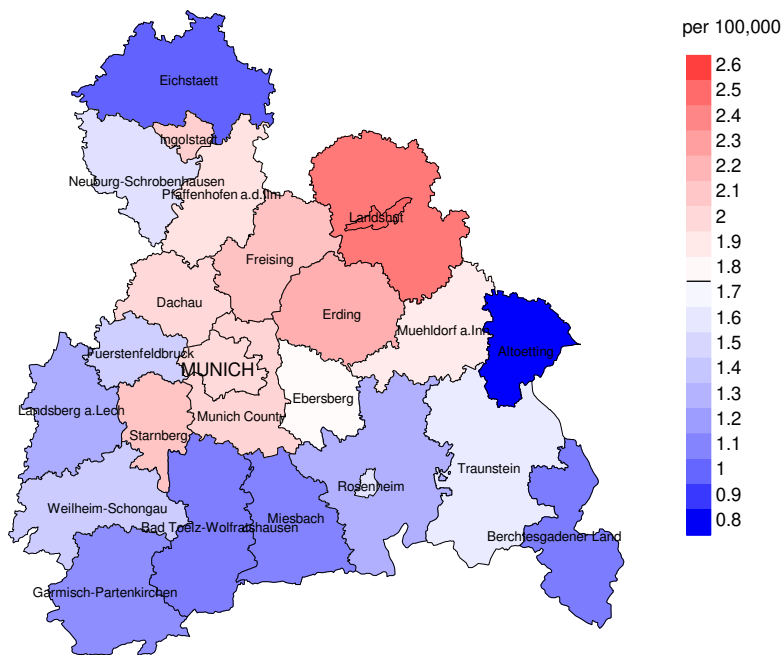 per 100,000
2.6
2.5
2.4
2.3
2.2
2.1
2
1.9
1.8
1.7
1.6
1.5
1.4
1.3
1.2
1.1
1
0.9
0.8
Eichstaett
Ingolstadt
Neuburg-Schrobenhausen
Pfaffenhofen a.d.Ilm
Landshut
Freising
Dachau
Erding
Muehldorf a.Inn
Altoetting
Fuerstenfeldbruck
MUNICH
Ebersberg
Landsberg a.Lech
Munich County
Starnberg
Traunstein
Rosenheim
Weilheim-Schongau
Bad Toelz-Wolfratshausen
Miesbach
Berchtesgadener Land
Garmisch-Partenkirchen